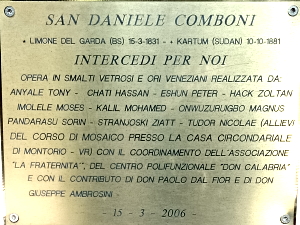 SAN DANIELE COMBONI
+ LIMONE DEL GARDA (BS) 15-3-1831 - + KARTUM (SUDAN) 10-10-1881
INTERCEDI PER NOI
OPERA IN SMALTI VETROSI E ORI VENEZIANI REALIZZATA DA:
ANYALE TONY - CHATI HASSAN - ESHUN PETER - HACK ZOLTAN
MOLELE MOSES - KALIL MOHAMED - ONWUZURUIGBO MAGNUS
PANDARASU SORIN - STRANJOSKI ZIATT - TUDOR NICOLAE (ALLIEVI
DEL CORSO DI MOSAICO PRESSO LA CASA CIRCONDARIALE
DI MONTORIO - VR) CON IL COORDINAMENTO DELL'ASSOCIAZIONE
"LA FRATERNITA", DEL CENTRO POLIFUNZIONALE "DON CALABRIA"
E CON IL CONTRIBUTO DI DON PAOLO DAL FIOR E DI DON
GIUSEPPE AMBROSINI -
- 15 - 3 - 2006 -